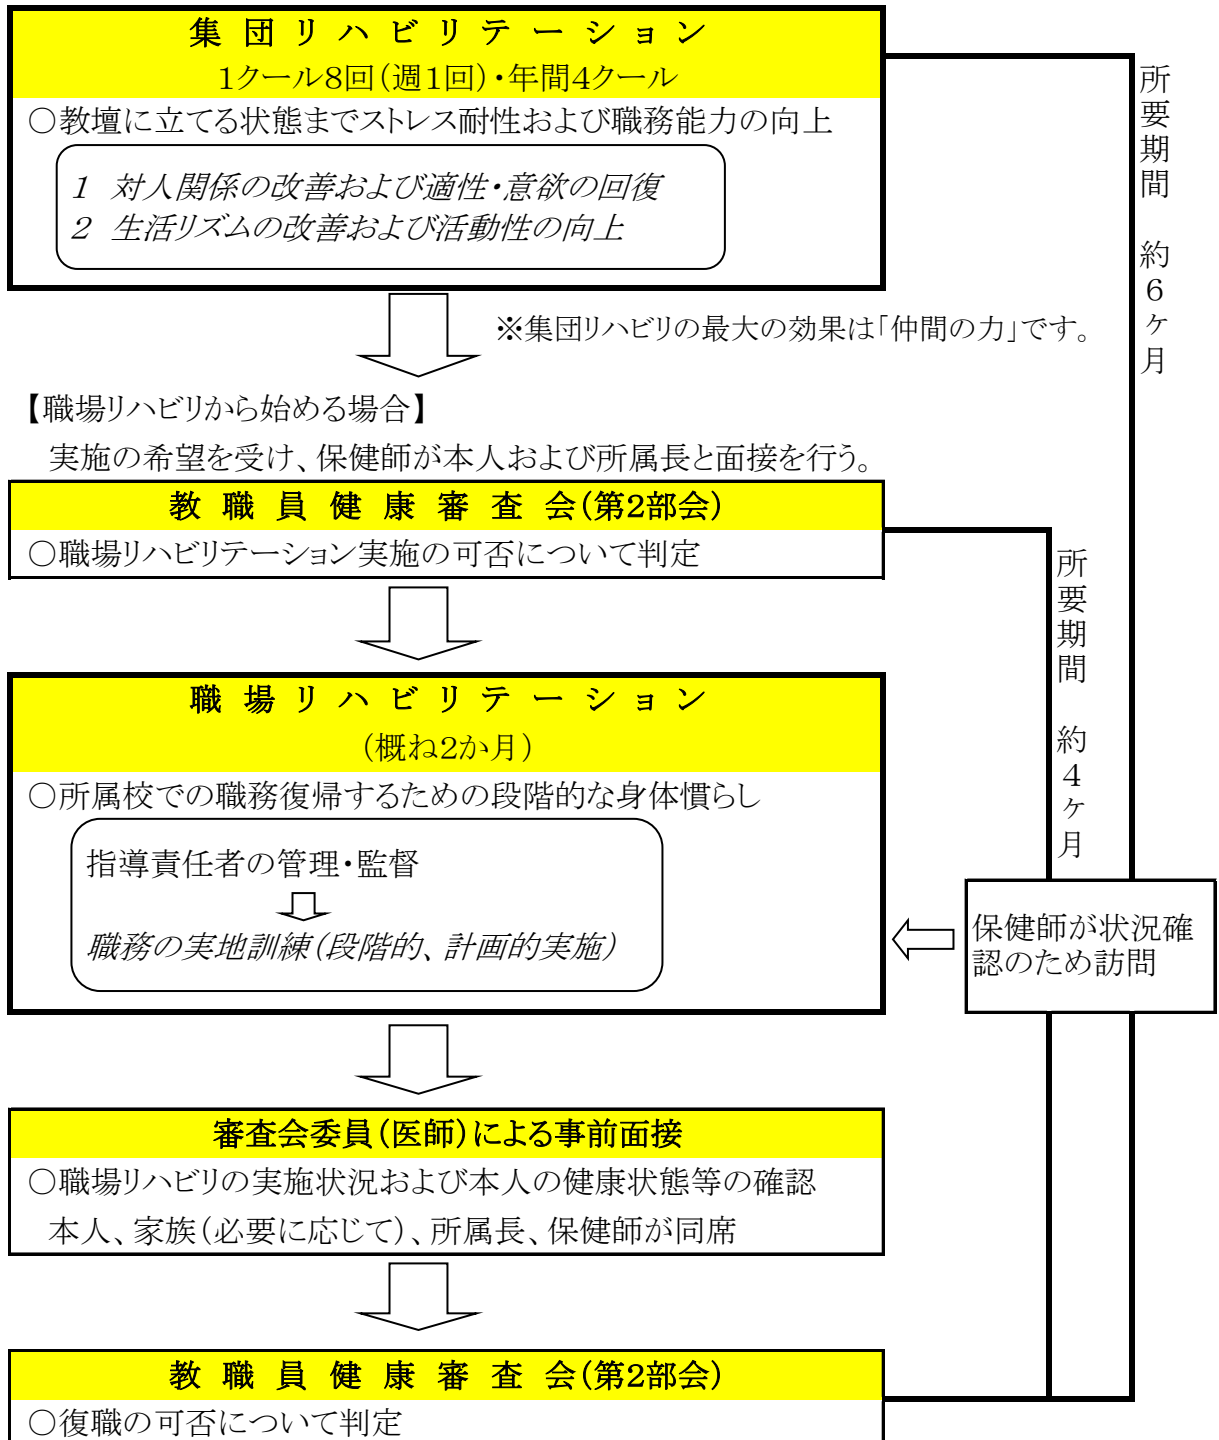 集団リハビリテーション
1クール8回(週1回)・年間4クール
○教壇に立てる状態までストレス耐性および職務能力の向上
1 対人関係の改善および適性・意欲の回復
2 生活リズムの改善および活動性の向上
※集団リハビリの最大の効果は「仲間の力」です。
所要期間 約6ヶ月
【職場リハビリから始める場合】
実施の希望を受け、保健師が本人および所属長と面接を行う。
教職員健康審査会(第2部会)
○職場リハビリテーション実施の可否について判定
所要期間 約4ヶ月
職場リハビリテーション
(概ね2か月)
○所属校での職務復帰するための段階的な身体慣らし
指導責任者の管理・監督
職務の実地訓練(段階的、計画的実施)
保健師が状況確
認のため訪問
審査会委員(医師)による事前面接
○職場リハビリの実施状況および本人の健康状態等の確認
本人、家族(必要に応じて)、所属長、保健師が同席
教職員健康審査会(第2部会)
○復職の可否について判定